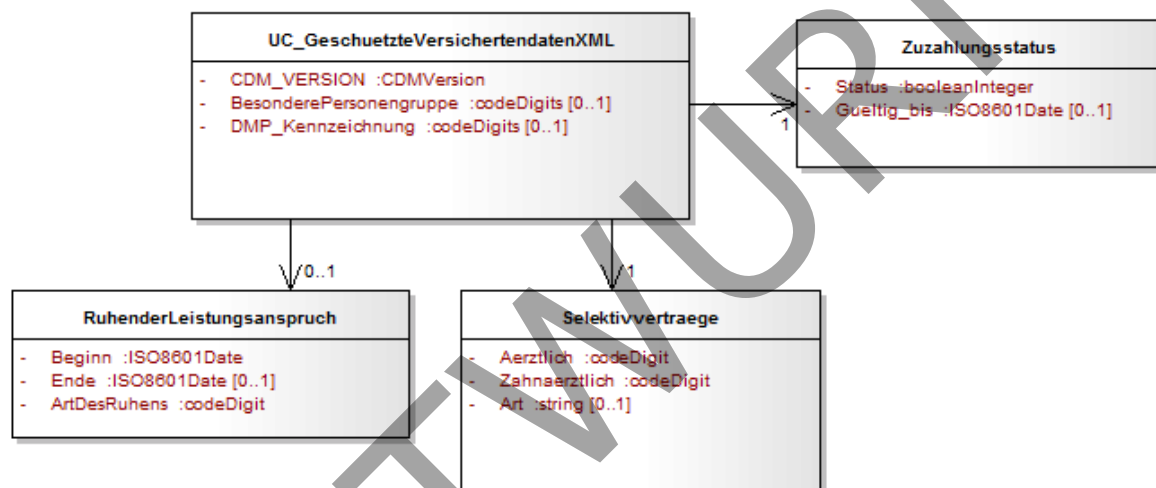 UC_GeschuetzteVersichertendatenXML
- CDM_VERSION :CDMVersion
- BesonderePersonengruppe :codeDigits [0..1]
- DMP_Kennzeichnung :codeDigits [0..1]
Zuzahlungsstatus
- Status :booleanInteger
- Gueltig_bis :ISO8601Date [0..1]
1
0..1
1
RuhenderLeistungsanspruch
- Beginn :ISO8601Date
- Ende :ISO8601Date [0..1]
- ArtDesRuhens :codeDigit
Selektivvertraege
- Aerztlich :codeDigit
- Zahnaerztlich :codeDigit
- Art :string [0..1]
TWURF